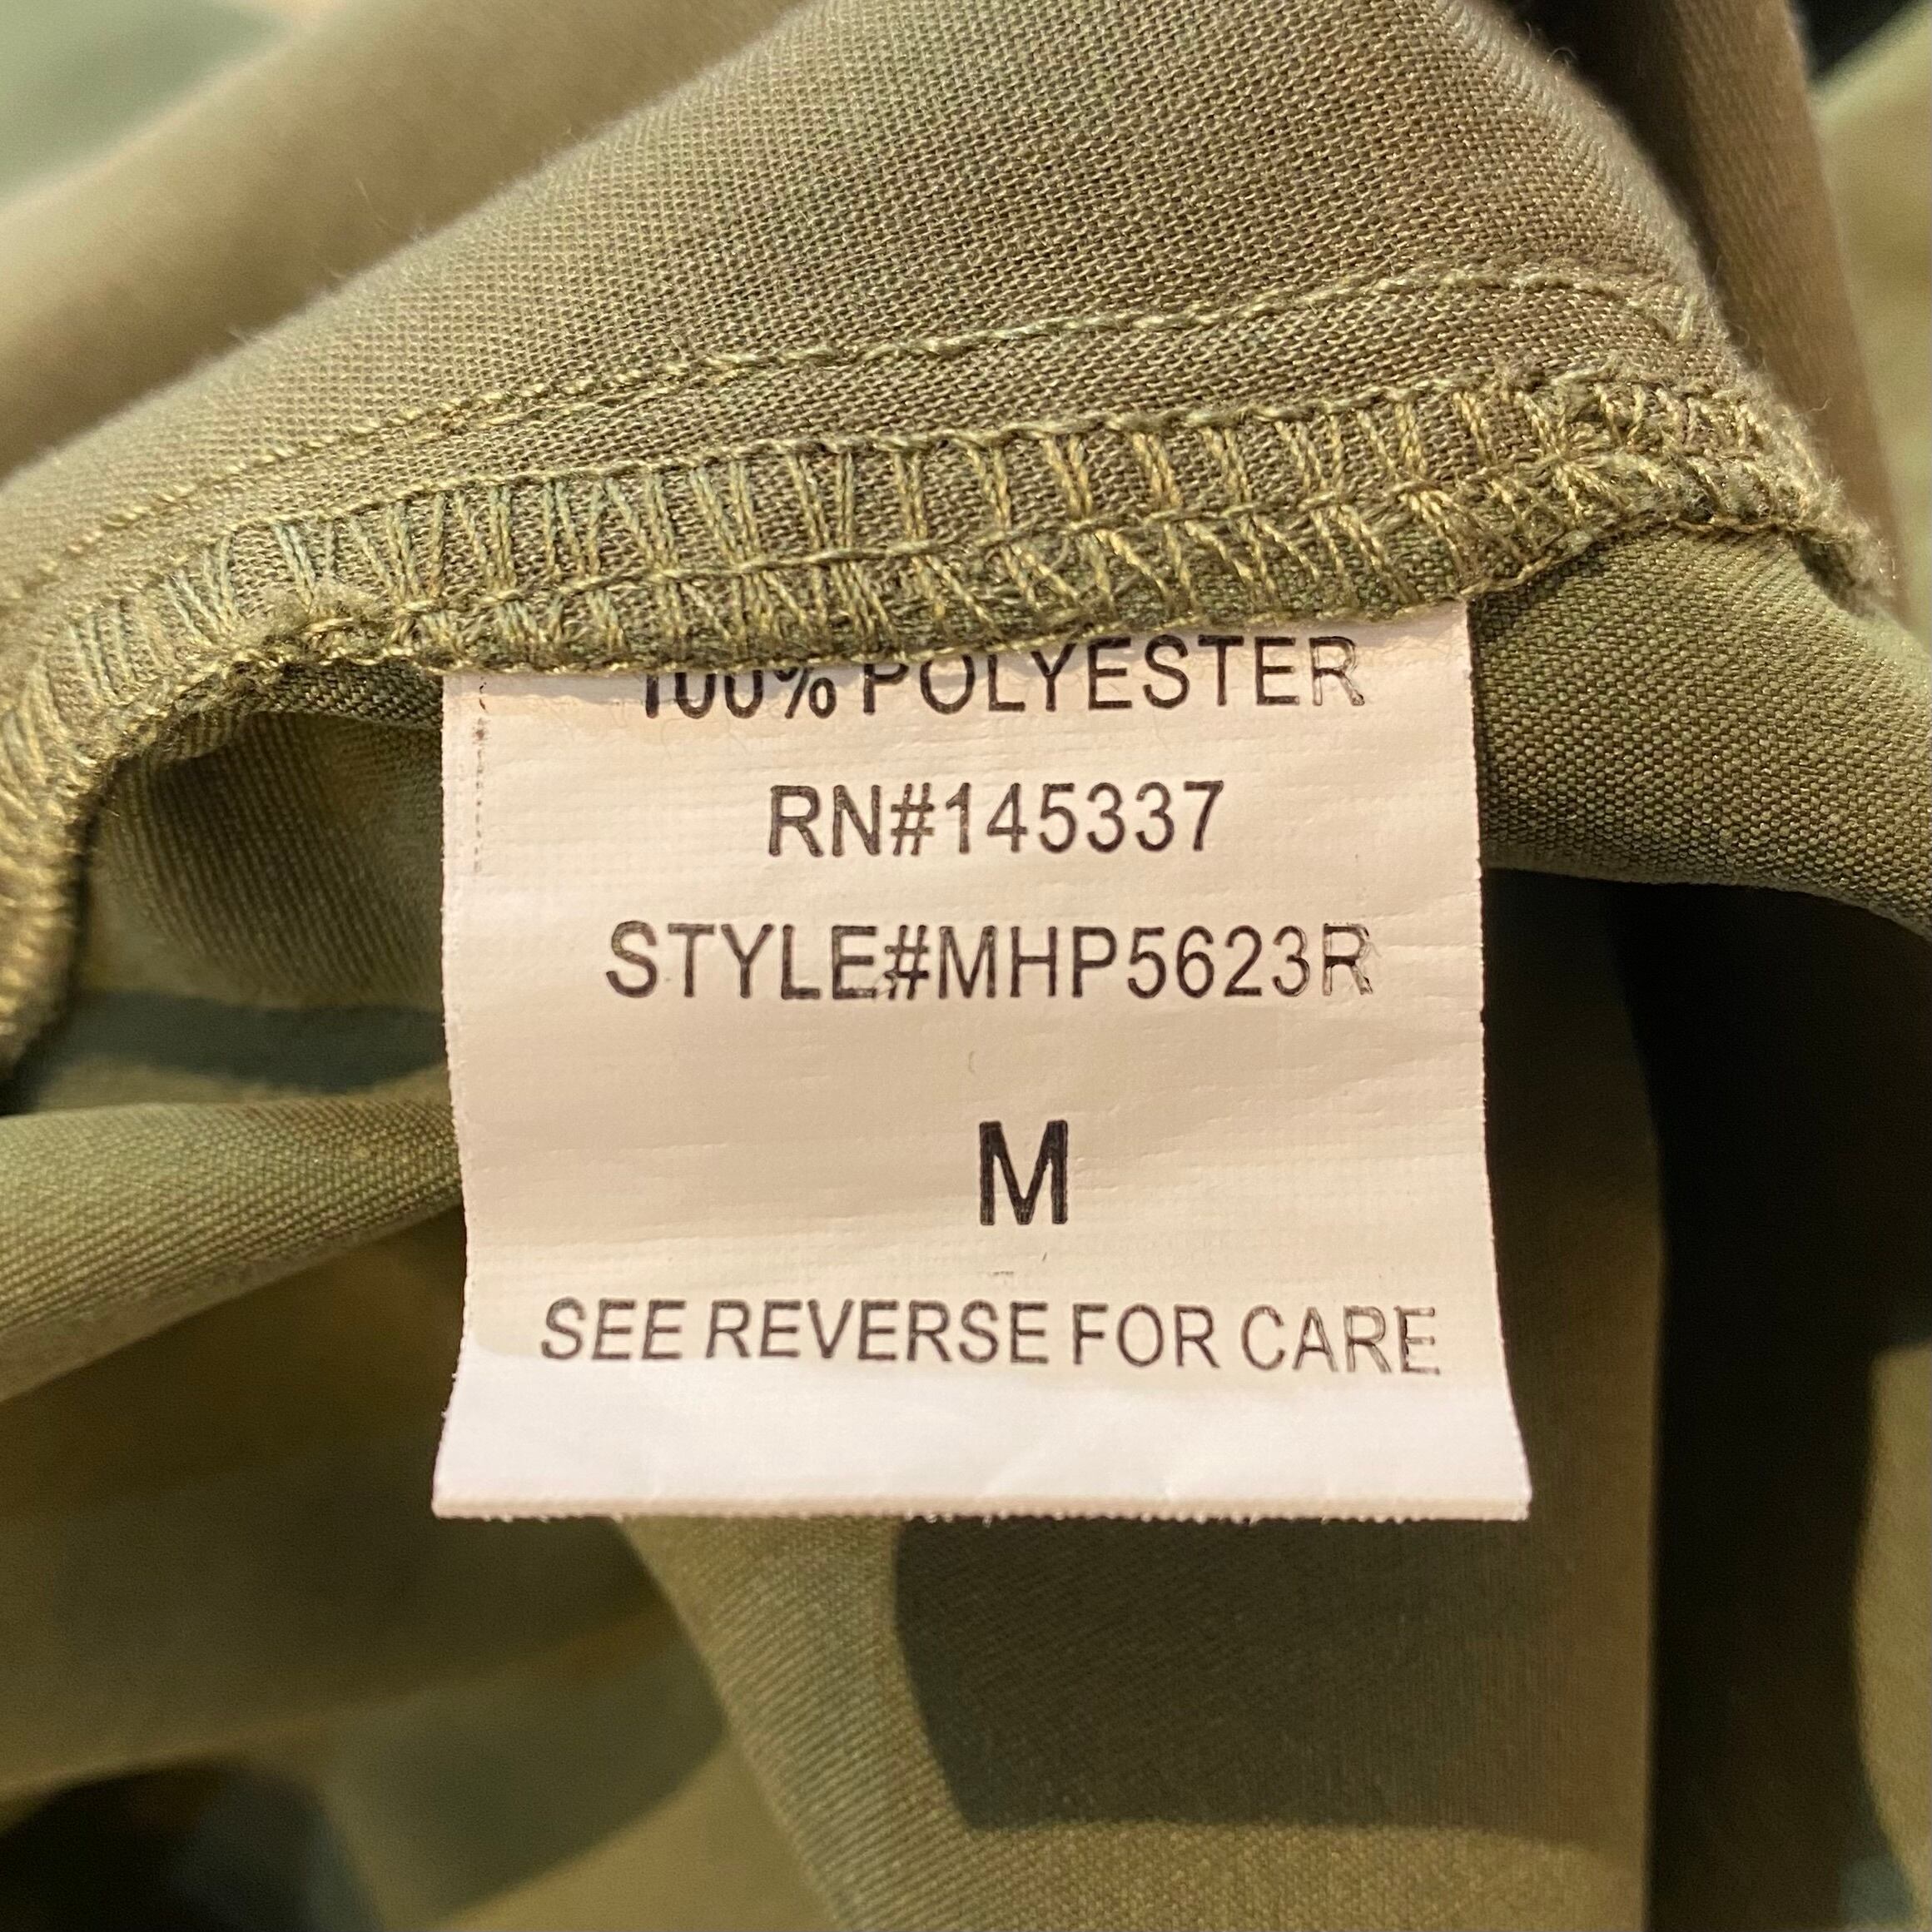 100% POLYESTER
RN#145337
STYLE#MHP5623R
M
SEE REVERSE FOR CARE